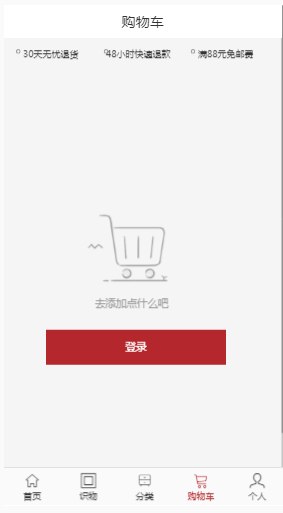 购物车
30天无忧退货 48小时快速退款 满88元免邮费
去添加点什么吧
登录
首页 识物 分类 购物车 个人